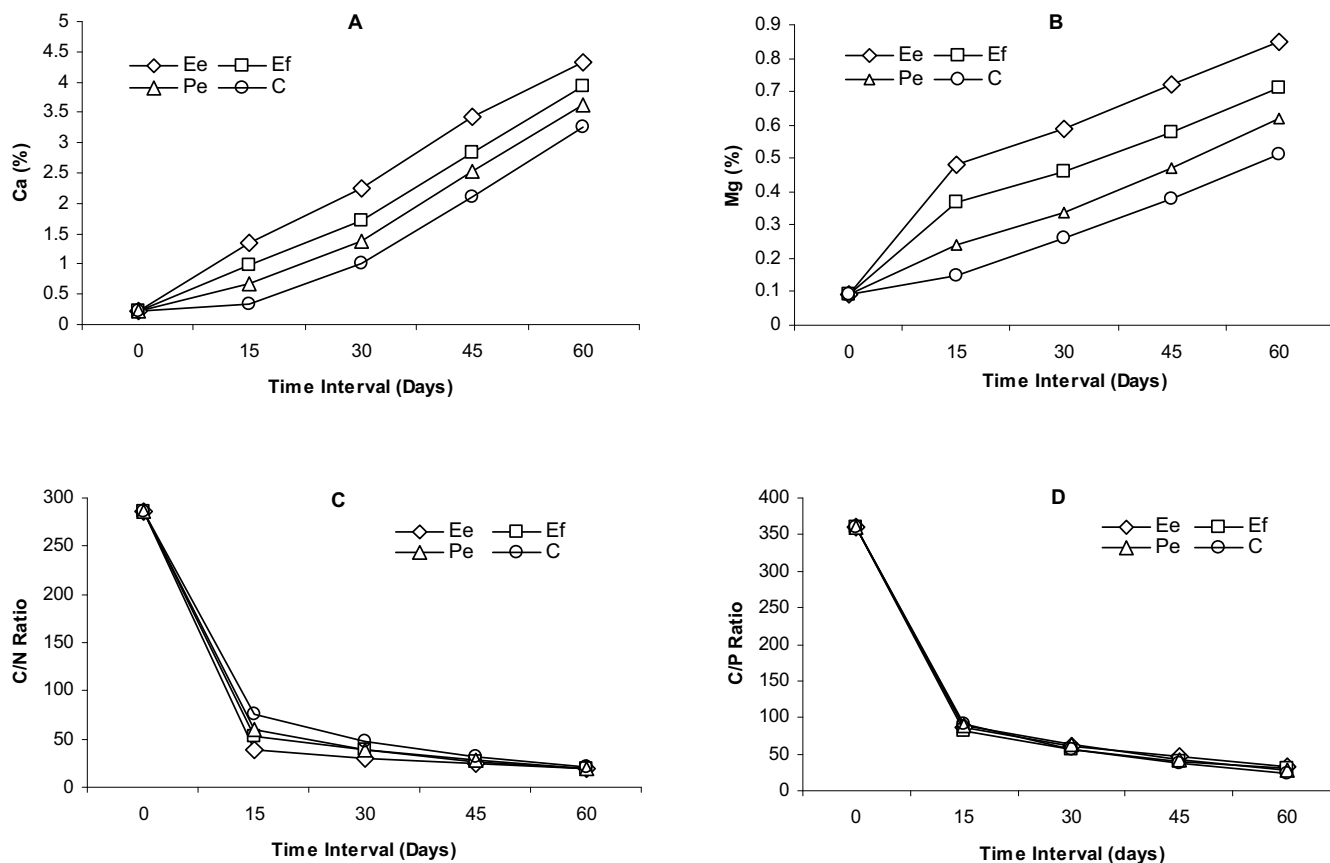 A
Ca (%)
5
4.5
4
3.5
3
2.5
2
1.5
1
0.5
0
Ee Ef
Pe C
0 15 30 45 60
Time Interval (Days)
B
Mg (%)
0.9
0.8
0.7
0.6
0.5
0.4
0.3
0.2
0.1
0
Ee Ef
Pe C
0 15 30 45 60
Time Interval (Days)
C
C/N Ratio
300
250
200
150
100
50
0
Ee Ef
Pe C
0 15 30 45 60
Time Interval (Days)
D
C/P Ratio
400
350
300
250
200
150
100
50
0
Ee Ef
Pe C
0 15 30 45 60
Time Interval (days)